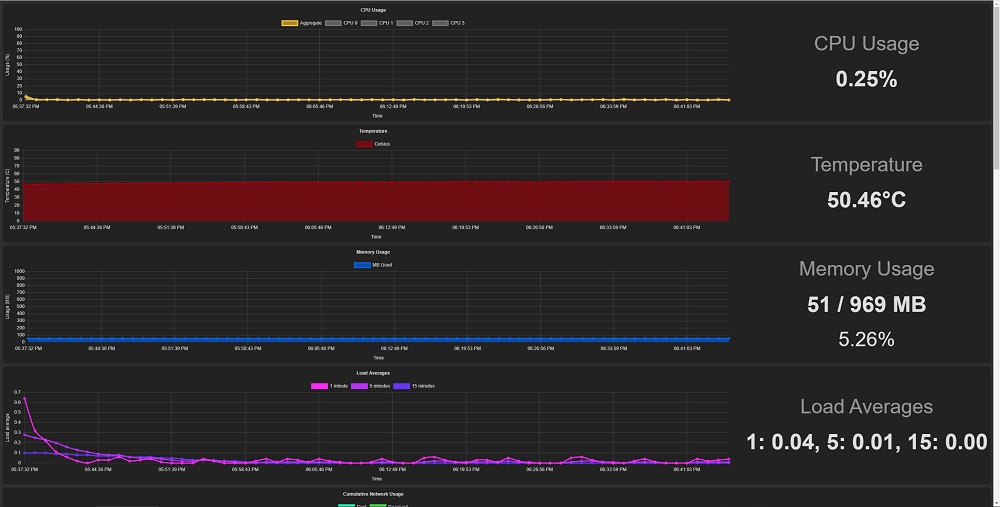 CPU Usage
Aggregate CPU 0 CPU 1 CPU 2 CPU 3
100
90
80
70
60
50
40
30
20
10
0
Usage (%)
05:37:32 PM 05:44:36 PM 05:51:39 PM 05:58:43 PM 06:05:46 PM 06:12:49 PM 06:19:53 PM 06:26:56 PM 06:33:59 PM 06:41:03 PM
Time
CPU Usage
0.25%
Temperature
Celsius
90
80
70
60
50
40
30
20
10
0
Temperature (C)
05:37:32 PM 05:44:36 PM 05:51:39 PM 05:58:43 PM 06:05:46 PM 06:12:49 PM 06:19:53 PM 06:26:56 PM 06:33:59 PM 06:41:03 PM
Time
Temperature
50.46°C
Memory Usage
MB Used
1000
900
800
700
600
500
400
300
200
100
0
Usage (MB)
05:37:32 PM 05:44:36 PM 05:51:39 PM 05:58:43 PM 06:05:46 PM 06:12:49 PM 06:19:53 PM 06:26:56 PM 06:33:59 PM 06:41:03 PM
Time
Memory Usage
51 / 969 MB
5.26%
Load Averages
1 minute 5 minutes 15 minutes
0.7
0.6
0.5
0.4
0.3
0.2
0.1
0
Load average
05:37:32 PM 05:44:36 PM 05:51:39 PM 05:58:43 PM 06:05:46 PM 06:12:49 PM 06:19:53 PM 06:26:56 PM 06:33:59 PM 06:41:03 PM
Time
Load Averages
1: 0.04, 5: 0.01, 15: 0.00
Cumulative Network Usage